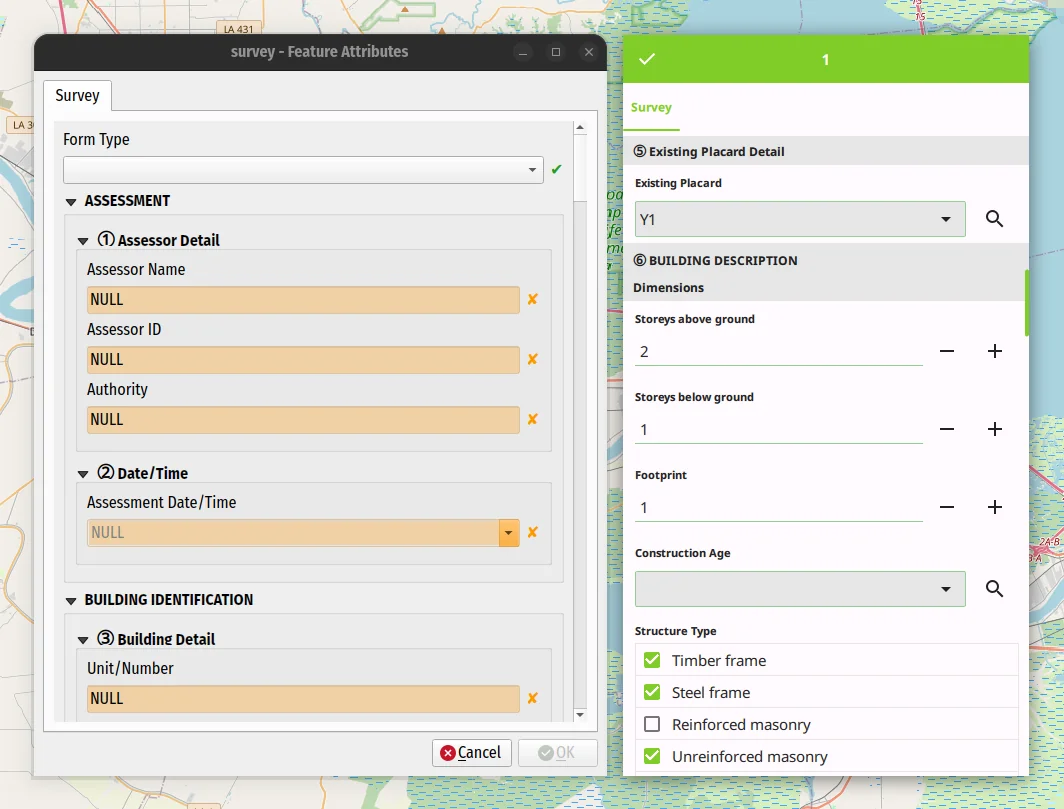 LA 431
15
15
survey - Feature Attributes
Survey
Form Type
ASSESSMENT
① Assessor Detail
Assessor Name
NULL
Assessor ID
NULL
Authority
NULL
② Date/Time
Assessment Date/Time
NULL
BUILDING IDENTIFICATION
③ Building Detail
Unit/Number
NULL
Cancel
OK
1
Survey
⑤ Existing Placard Detail
Existing Placard
Y1
⑥ BUILDING DESCRIPTION
Dimensions
Storeys above ground
2
Storeys below ground
1
Footprint
1
Construction Age
Structure Type
Timber frame
Steel frame
Reinforced masonry
Unreinforced masonry
2A-B